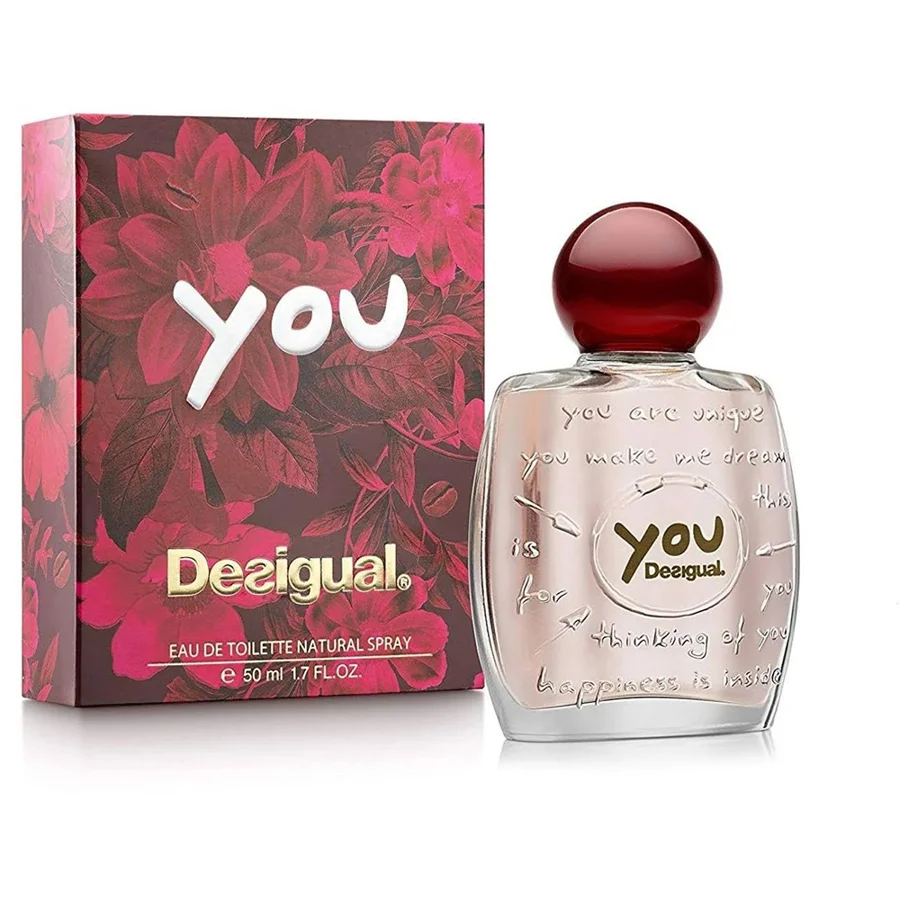 you
Desigual®
EAU DE TOILETTE NATURAL SPRAY
℮ 50 ml 1.7 FL.OZ.
you are unique
you make me dream
this
is
you
Desigual.
for you
thinking of you
happiness is inside